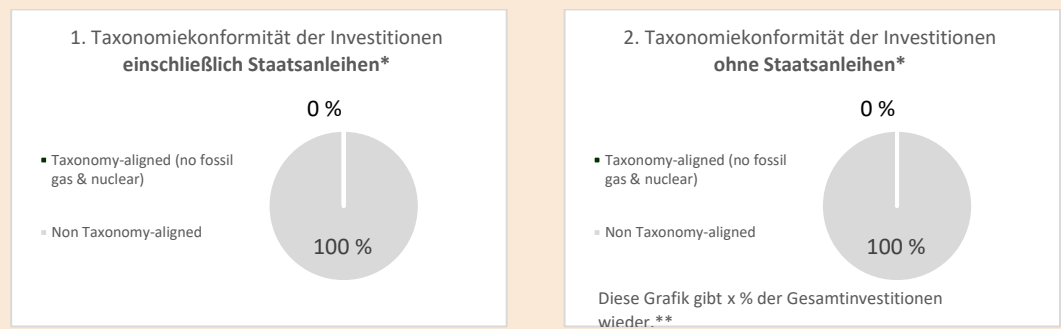 1. Taxonomiekonformität der Investitionen
einschließlich Staatsanleihen*
0 %
Taxonomy-aligned (no fossil
gas & nuclear)
Non Taxonomy-aligned
100 %
2. Taxonomiekonformität der Investitionen
ohne Staatsanleihen*
0 %
Taxonomy-aligned (no fossil
gas & nuclear)
Non Taxonomy-aligned
100 %
Diese Grafik gibt x % der Gesamtinvestitionen
wieder.**